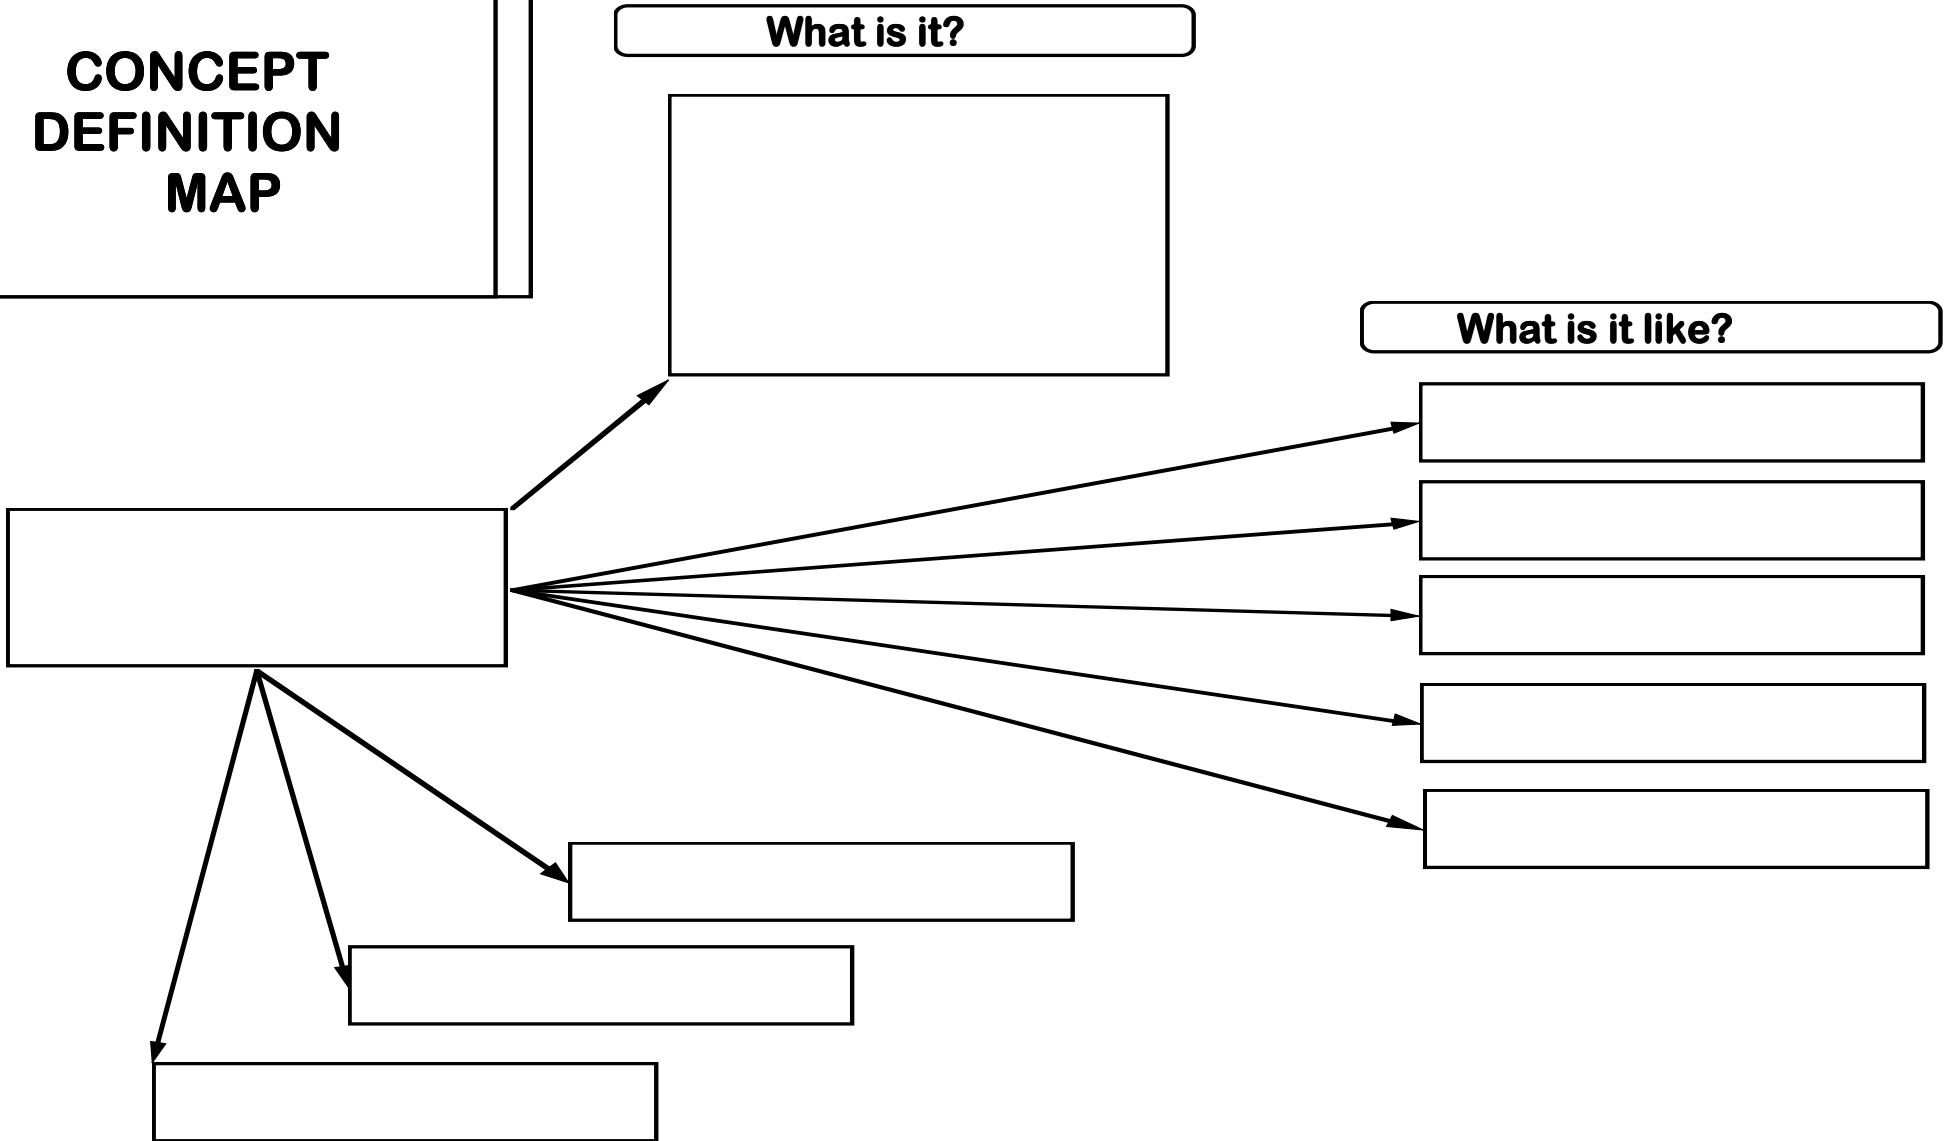 CONCEPT
DEFINITION
MAP
What is it?
What is it like?